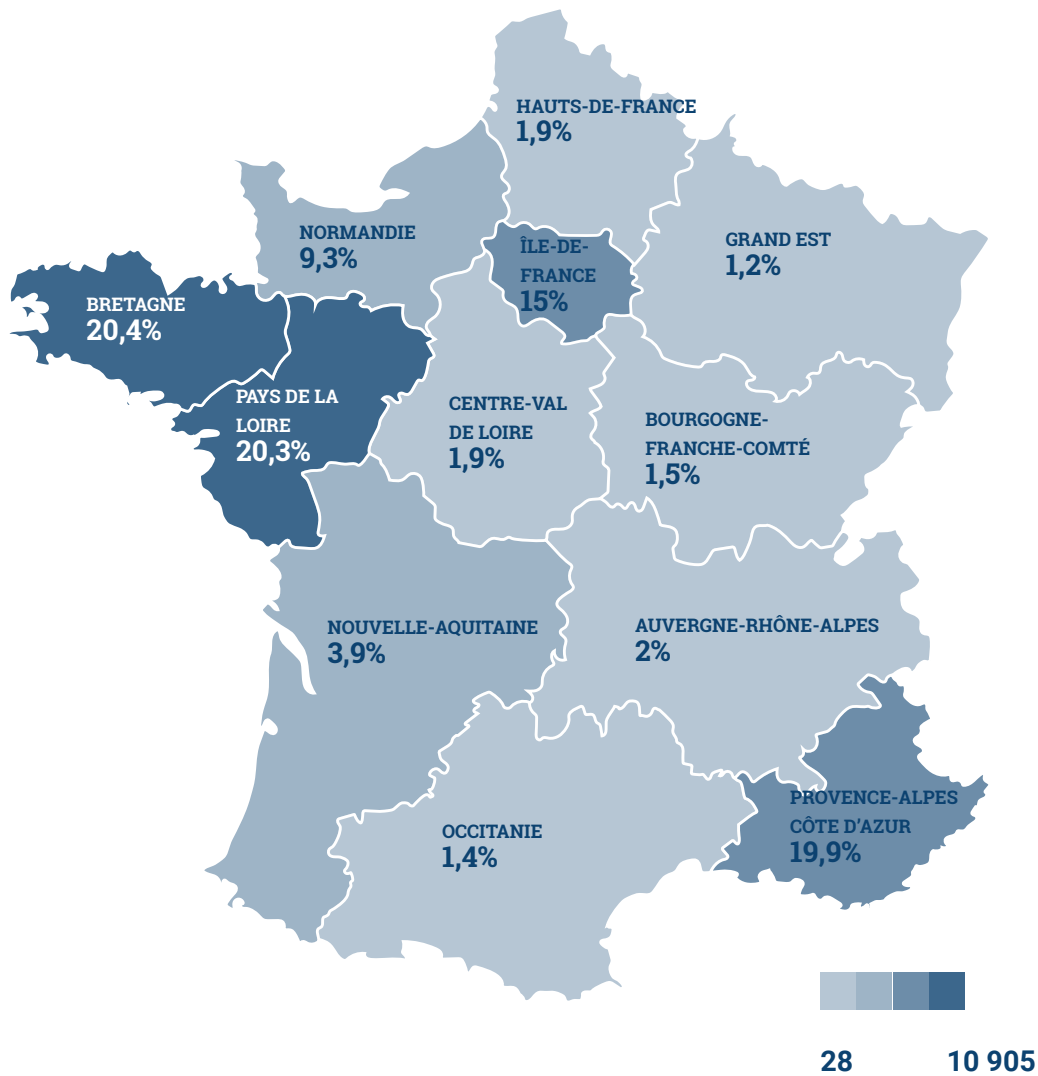 HAUTS-DE-FRANCE
1,9%
NORMANDIE
9,3%
ÎLE-DE-
FRANCE
15%
GRAND EST
1,2%
BRETAGNE
20,4%
PAYS DE LA
LOIRE
20,3%
CENTRE-VAL
DE LOIRE
1,9%
BOURGOGNE-
FRANCHE-COMTÉ
1,5%
NOUVELLE-AQUITAINE
3,9%
AUVERGNE-RHÔNE-ALPES
2%
PROVENCE-ALPES
CÔTE D'AZUR
19,9%
OCCITANIE
1,4%
28
10 905